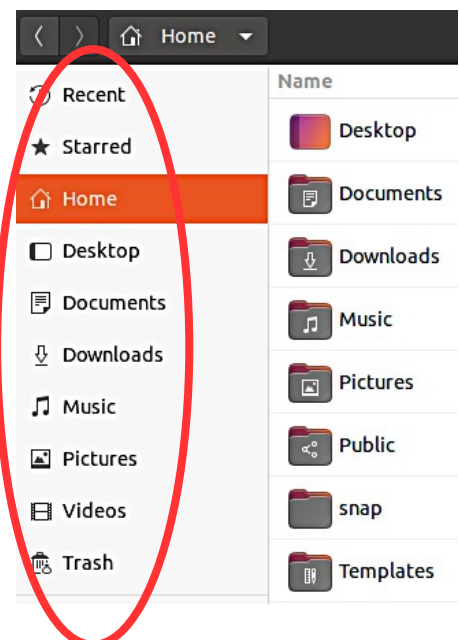 Home
Recent
Starred
Home
Desktop
Documents
Downloads
Music
Pictures
Videos
Trash
Name
Desktop
Documents
Downloads
Music
Pictures
Public
snap
Templates